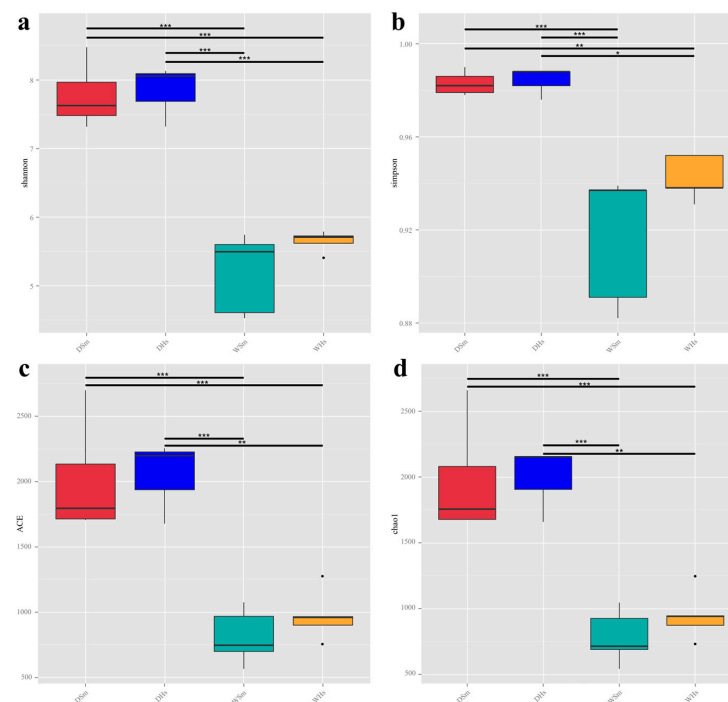 a
***
***
***
***
8
7
6
5
shannon
DSm
DHs
WSm
WHs
b
***
***
**
*
1.00
0.96
0.92
0.88
simpson
DSm
DHs
WSm
WHs
c
***
***
***
**
2500
2000
1500
1000
500
ACE
DSm
DHs
WSm
WHs
d
***
***
***
**
2500
2000
1500
1000
500
chao1
DSm
DHs
WSm
WHs